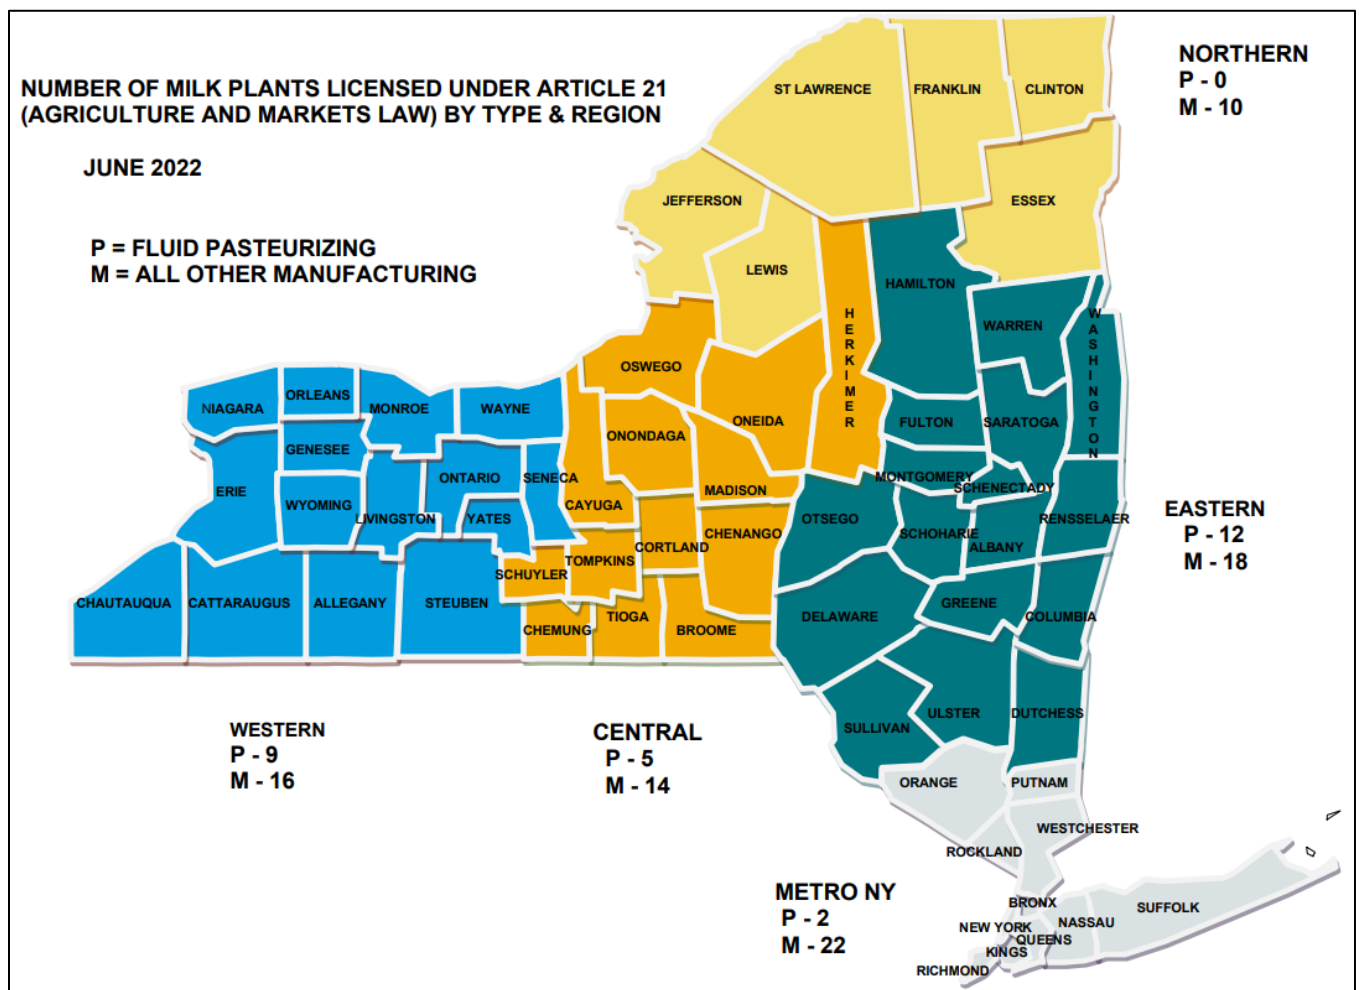 NUMBER OF MILK PLANTS LICENSED UNDER ARTICLE 21
(AGRICULTURE AND MARKETS LAW) BY TYPE & REGION
JUNE 2022
P = FLUID PASTEURIZING
M = ALL OTHER MANUFACTURING
NORTHERN
P - 0
M - 10
ST LAWRENCE
FRANKLIN
CLINTON
JEFFERSON
ESSEX
LEWIS
HAMILTON
HERKIMER
WARREN
WASHINGTON
OSWEGO
ONEIDA
FULTON
SARATOGA
NIAGARA
ORLEANS
MONROE
WAYNE
ONONDAGA
GENESEE
ERIE
WYOMING
LIVINGSTON
ONTARIO
YATES
SENECA
CAYUGA
MADISON
MONTGOMERY
SCHENECTADY
OTSEGO
SCHOHARIE
ALBANY
RENSSELAER
EASTERN
P - 12
M - 18
CORTLAND
CHENANGO
TOMPKINS
SCHUYLER
CHAUTAUQUA
CATTARAUGUS
ALLEGANY
STEUBEN
CHEMUNG
TIOGA
BROOME
DELAWARE
GREENE
COLUMBIA
SULLIVAN
ULSTER
DUTCHESS
WESTERN
P - 9
M - 16
CENTRAL
P - 5
M - 14
ORANGE
PUTNAM
WESTCHESTER
ROCKLAND
METRO NY
P - 2
M - 22
BRONX
NEW YORK
QUEENS
KINGS
RICHMOND
NASSAU
SUFFOLK